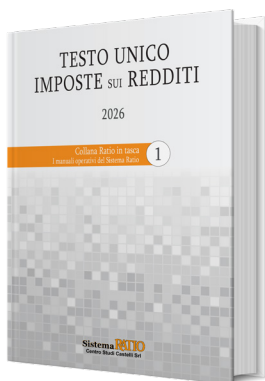 TESTO UNICO
IMPOSTE SUI REDDITI
2026
Collana Ratio in tasca
I manuali operativi del Sistema Ratio
1
Sistema RATIO
Centro Studi Castelli Srl